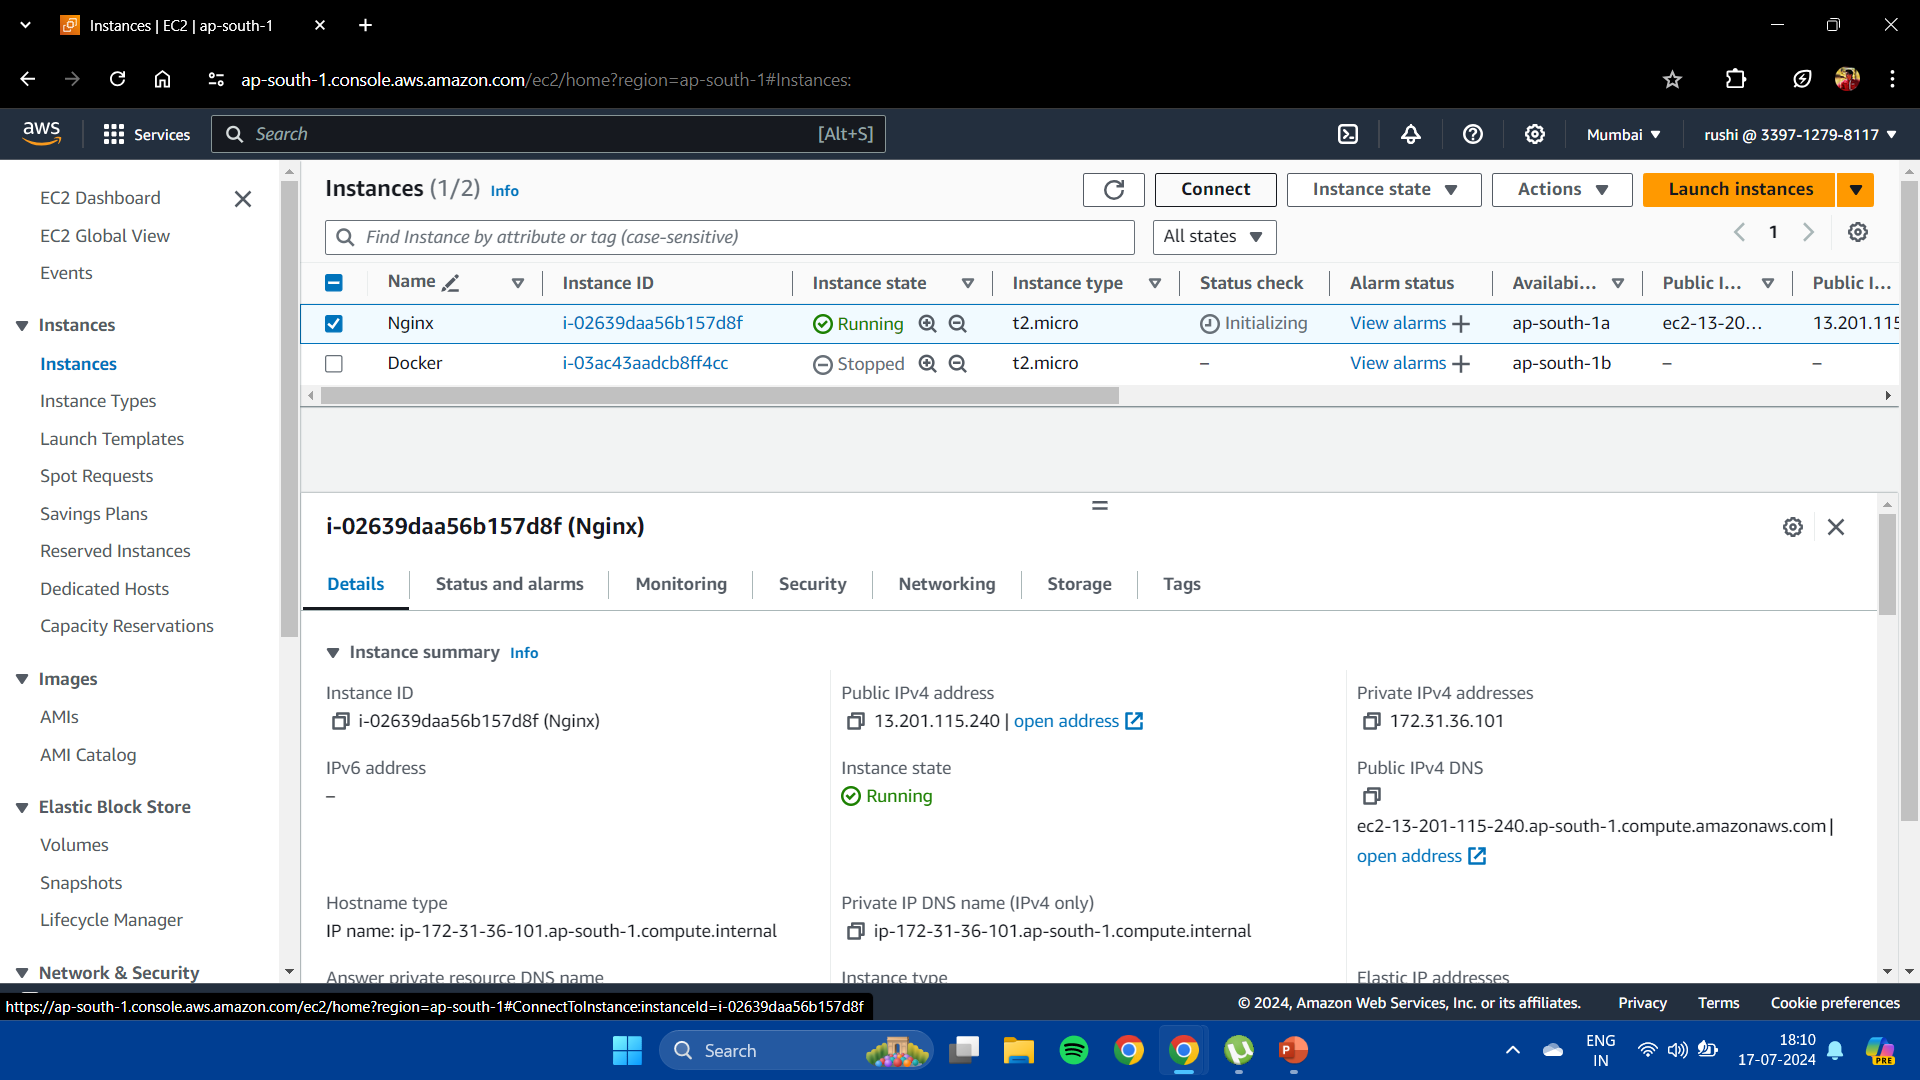 Instances | EC2 | ap-south-1
ap-south-1.console.aws.amazon.com/ec2/home?region=ap-south-1#Instances:
aws
Services
Search
[Alt+S]
Mumbai
rushi @ 3397-1279-8117
EC2 Dashboard
EC2 Global View
Events
Instances
Instances
Instance Types
Launch Templates
Spot Requests
Savings Plans
Reserved Instances
Dedicated Hosts
Capacity Reservations
Images
AMIs
AMI Catalog
Elastic Block Store
Volumes
Snapshots
Lifecycle Manager
Network & Security
Instances (1/2) Info
Connect
Instance state
Actions
Launch instances
Find Instance by attribute or tag (case-sensitive)
All states
1
Name Instance ID Instance state Instance type Status check Alarm status Availabi... Public I... Public I...
Nginx i-02639daa56b157d8f Running t2.micro Initializing View alarms ap-south-1a ec2-13-20... 13.201.115
Docker i-03ac43aadcb8ff4cc Stopped t2.micro – View alarms ap-south-1b – –
i-02639daa56b157d8f (Nginx)
Details
Status and alarms
Monitoring
Security
Networking
Storage
Tags
Instance summary Info
Instance ID
i-02639daa56b157d8f (Nginx)
Public IPv4 address
13.201.115.240 | open address
Private IPv4 addresses
172.31.36.101
IPv6 address
–
Instance state
Running
Public IPv4 DNS
ec2-13-201-115-240.ap-south-1.compute.amazonaws.com |
open address
Hostname type
IP name: ip-172-31-36-101.ap-south-1.compute.internal
Private IP DNS name (IPv4 only)
ip-172-31-36-101.ap-south-1.compute.internal
Answer private resource DNS name
Instance type
Elastic IP addresses
https://ap-south-1.console.aws.amazon.com/ec2/home?region=ap-south-1#ConnectToInstance:instanceId=i-02639daa56b157d8f
© 2024, Amazon Web Services, Inc. or its affiliates.
Privacy
Terms
Cookie preferences
Search
ENG
IN
18:10
17-07-2024
PRE